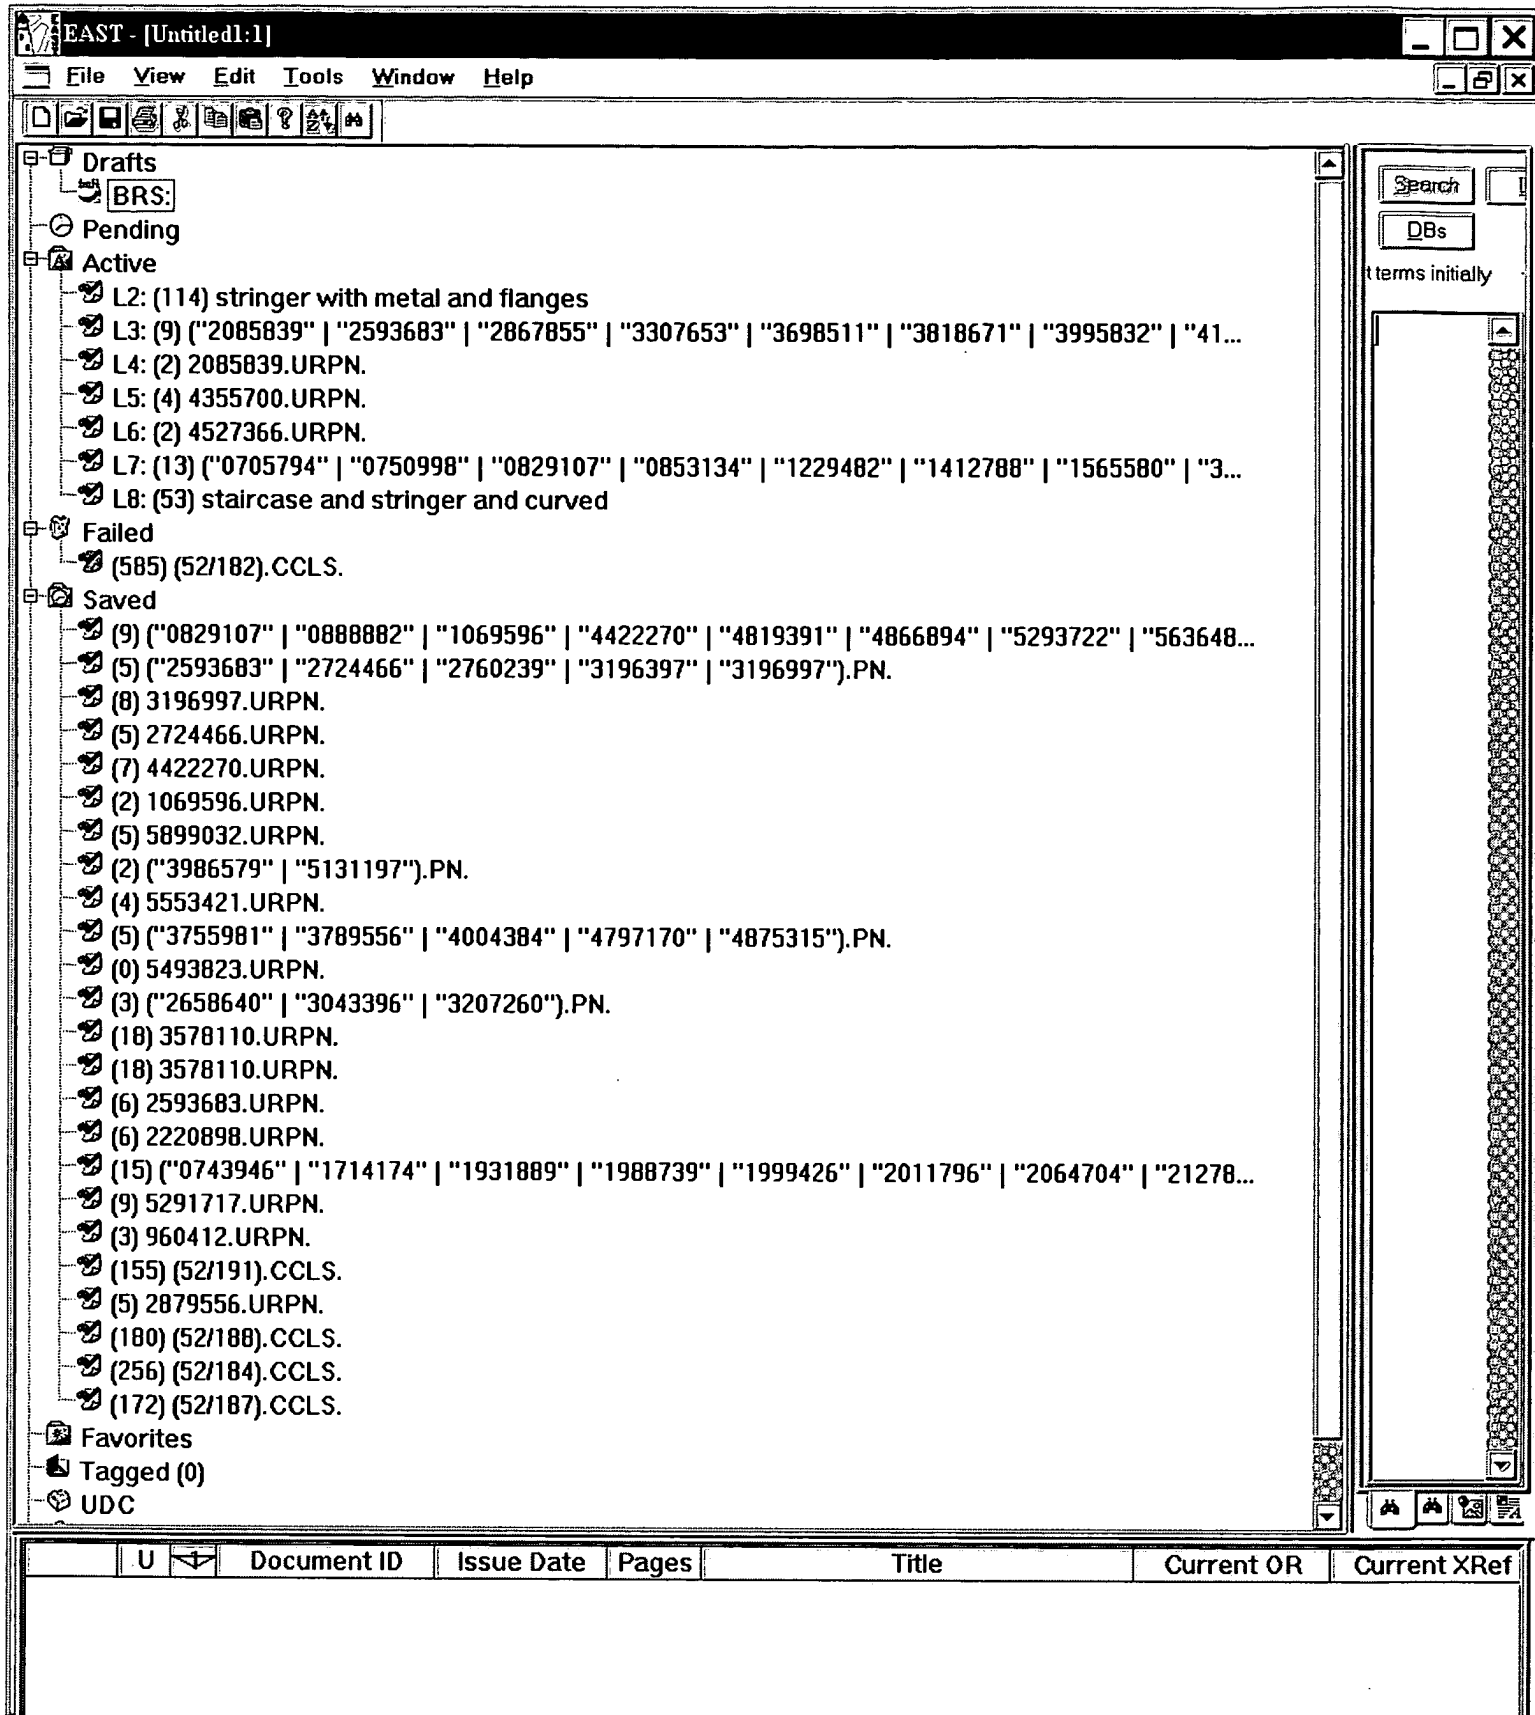 EAST - [Untitled1:1]
File View Edit Tools Window Help
Drafts
BRS:
Pending
Active
L2: (114) stringer with metal and flanges
L3: (9) ("2085839" | "2593683" | "2867855" | "3307653" | "3698511" | "3818671" | "3995832" | "41...
L4: (2) 2085839.URPN.
L5: (4) 4355700.URPN.
L6: (2) 4527366.URPN.
L7: (13) ("0705794" | "0750998" | "0829107" | "0853134" | "1229482" | "1412788" | "1565580" | "3...
L8: (53) staircase and stringer and curved
Failed
(585) (52/182).CCLS.
Saved
(9) ("0829107" | "0888882" | "1069596" | "4422270" | "4819391" | "4866894" | "5293722" | "563648...
(5) ("2593683" | "2724466" | "2760239" | "3196397" | "3196997").PN.
(8) 3196997.URPN.
(5) 2724466.URPN.
(7) 4422270.URPN.
(2) 1069596.URPN.
(5) 5899032.URPN.
(2) ("3986579" | "5131197").PN.
(4) 5553421.URPN.
(5) ("3755981" | "3789556" | "4004384" | "4797170" | "4875315").PN.
(0) 5493823.URPN.
(3) ("2658640" | "3043396" | "3207260").PN.
(18) 3578110.URPN.
(18) 3578110.URPN.
(6) 2593683.URPN.
(6) 2220898.URPN.
(15) ("0743946" | "1714174" | "1931889" | "1988739" | "1999426" | "2011796" | "2064704" | "21278...
(9) 5291717.URPN.
(3) 960412.URPN.
(155) (52/191).CCLS.
(5) 2879556.URPN.
(180) (52/188).CCLS.
(256) (52/184).CCLS.
(172) (52/187).CCLS.
Favorites
Tagged (0)
UDC
Search
DBs
t terms initially
U Document ID Issue Date Pages Title Current OR Current XRef